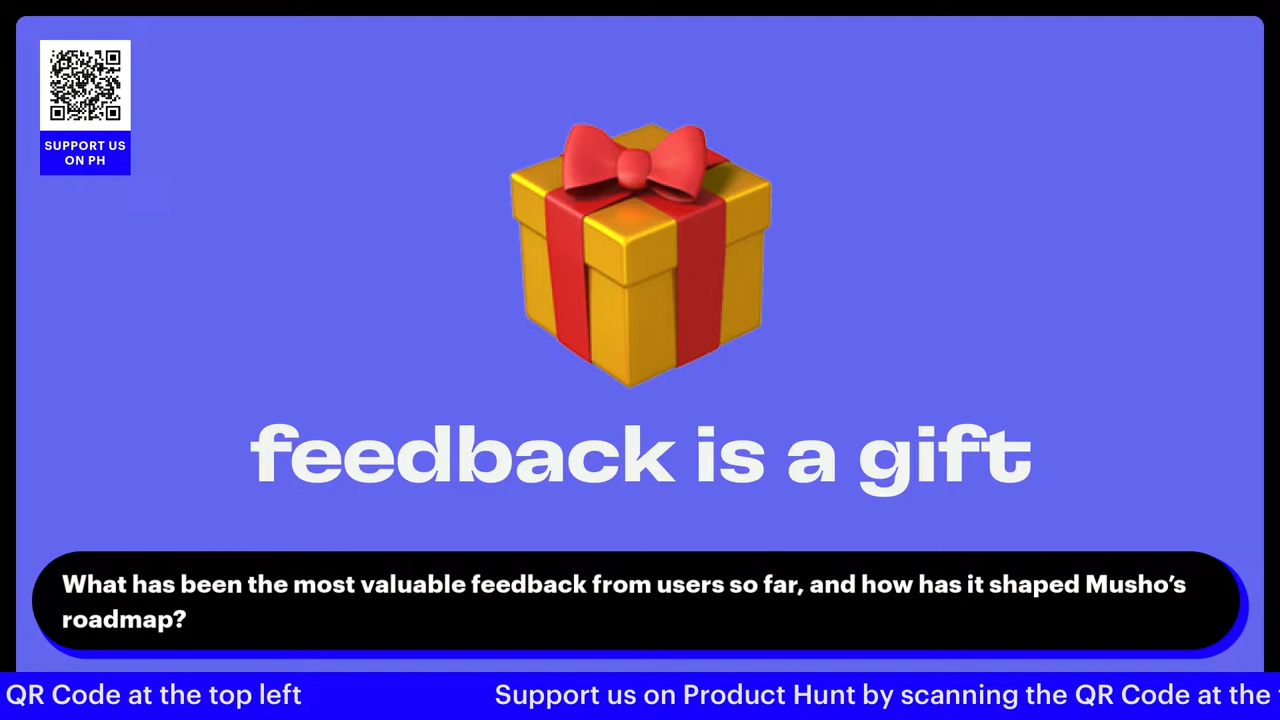 SUPPORT US
ON PH
feedback is a gift
What has been the most valuable feedback from users so far, and how has it shaped Musho’s
roadmap?
QR Code at the top left
Support us on Product Hunt by scanning the QR Code at the